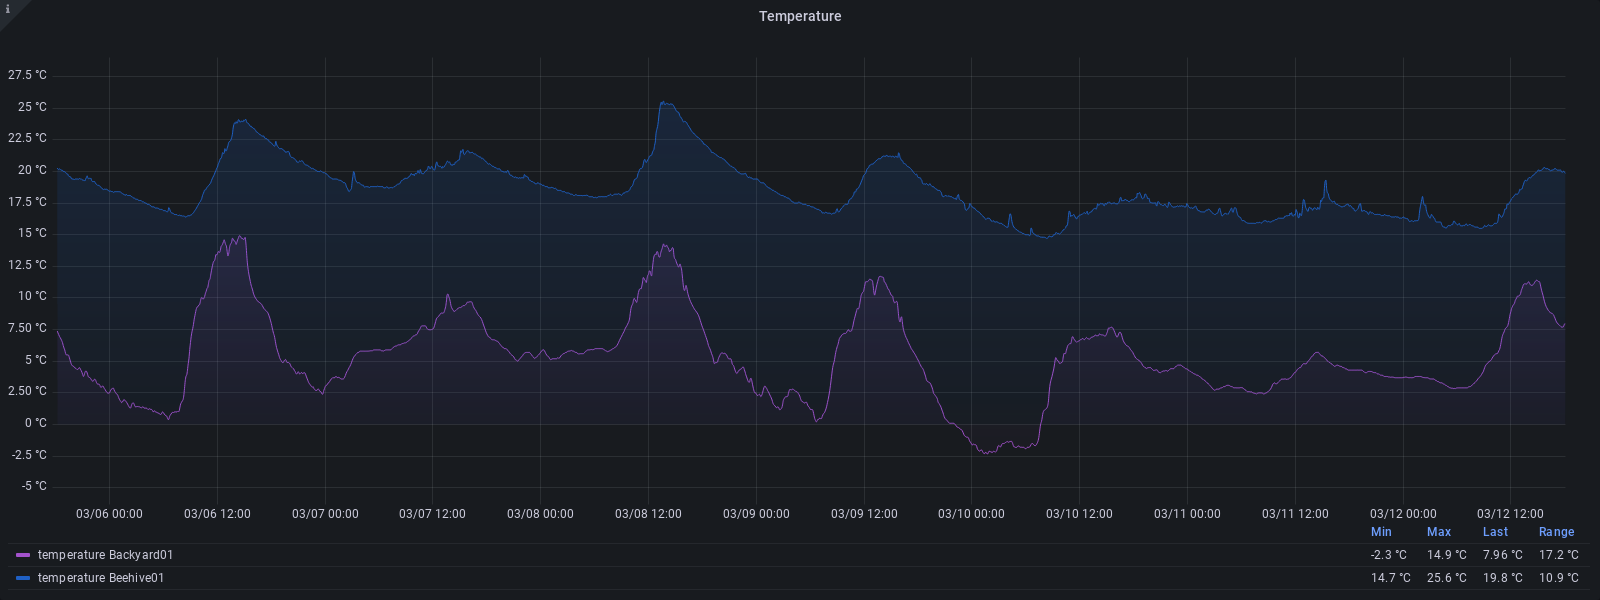 i
Temperature
27.5 °C
25 °C
22.5 °C
20 °C
17.5 °C
15 °C
12.5 °C
10 °C
7.50 °C
5 °C
2.50 °C
0 °C
-2.5 °C
-5 °C
03/06 00:00 03/06 12:00 03/07 00:00 03/07 12:00 03/08 00:00 03/08 12:00 03/09 00:00 03/09 12:00 03/10 00:00 03/10 12:00 03/11 00:00 03/11 12:00 03/12 00:00 03/12 12:00
Min Max Last Range
temperature Backyard01 -2.3 °C 14.9 °C 7.96 °C 17.2 °C
temperature Beehive01 14.7 °C 25.6 °C 19.8 °C 10.9 °C